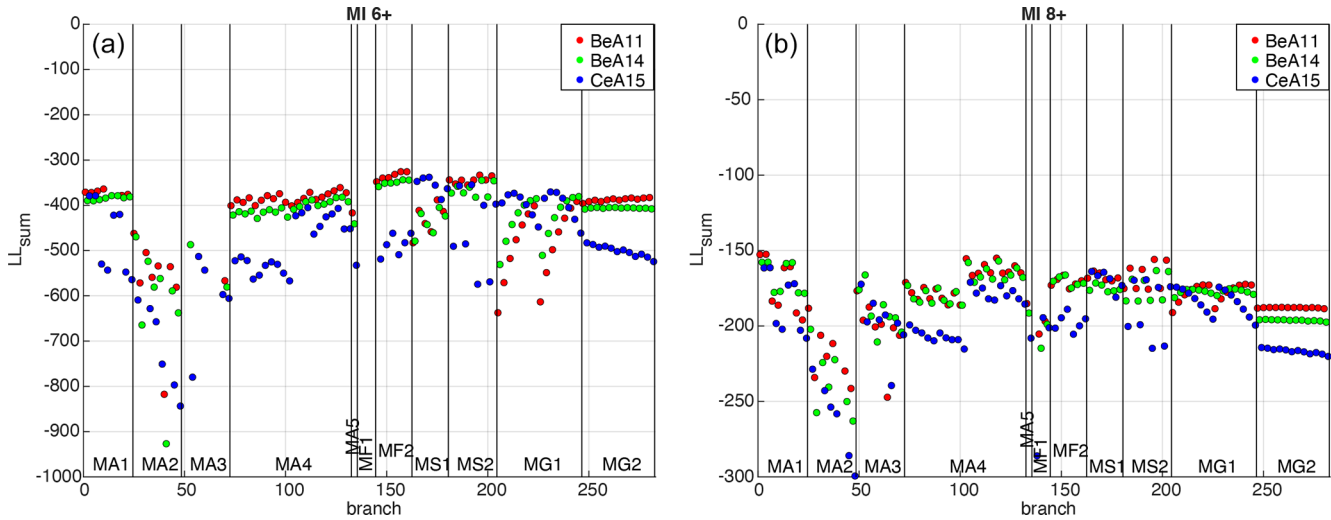 MI 6+
(a)
BeA11
BeA14
CeA15
0
-100
-200
-300
-400
-500
-600
-700
-800
-900
-1000
LLsum
MA1
MA2
MA3
MA4
MA5
MF1
MF2
MS1
MS2
MG1
MG2
0
50
100
150
200
250
branch
MI 8+
(b)
BeA11
BeA14
CeA15
0
-50
-100
-150
-200
-250
-300
LLsum
MA1
MA2
MA3
MA4
MA5
MF1
MF2
MS1
MS2
MG1
MG2
0
50
100
150
200
250
branch